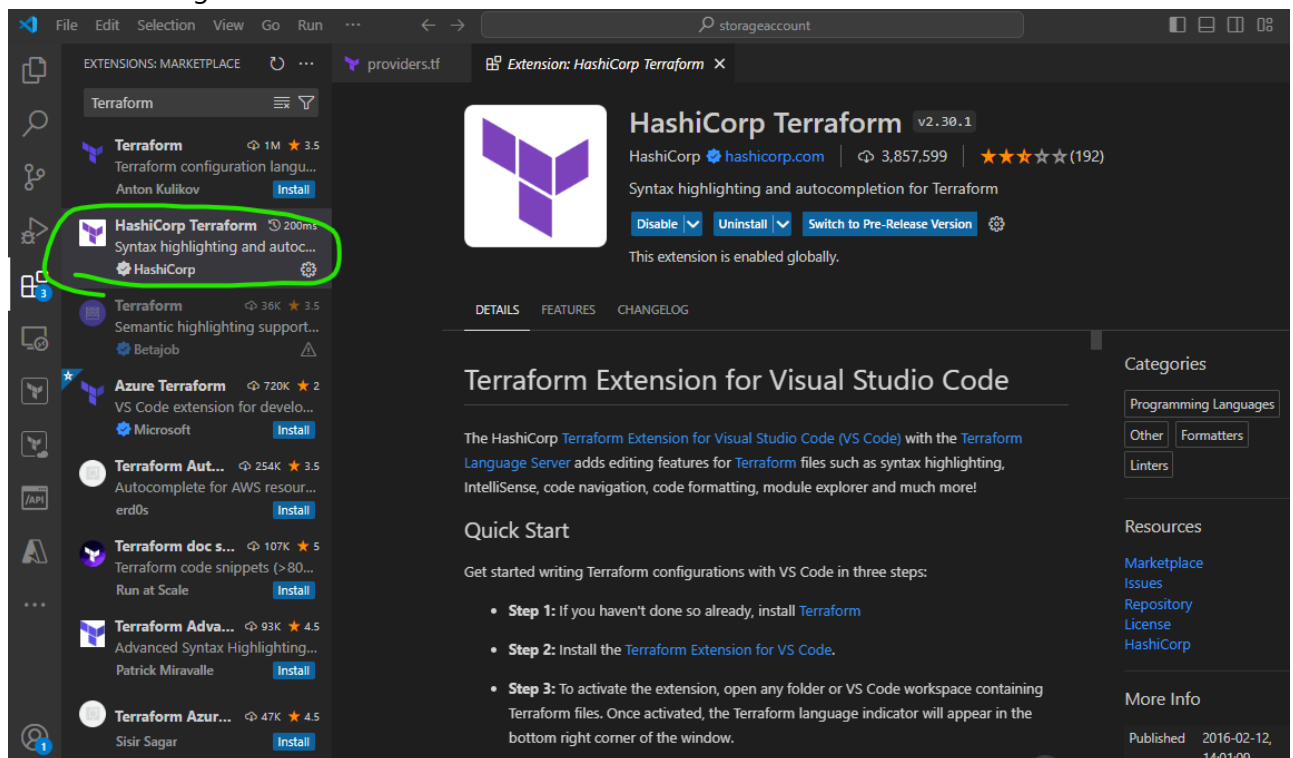 File Edit Selection View Go Run ...
storageaccount
EXTENSIONS: MARKETPLACE
Terraform
Terraform 1M ★ 3.5
Terraform configuration langu...
Anton Kulikov Install
HashiCorp Terraform 200ms
Syntax highlighting and autoc...
HashiCorp
3
Terraform 36K ★ 3.5
Semantic highlighting support...
Betajob
Azure Terraform 720K ★ 2
VS Code extension for develo...
Microsoft Install
Terraform Aut... 254K ★ 3.5
Autocomplete for AWS resour...
erd0s Install
/API
Terraform doc s... 107K ★ 5
Terraform code snippets (>80...
Run at Scale Install
Terraform Adva... 93K ★ 4.5
Advanced Syntax Highlighting...
Patrick Miravalle Install
Terraform Azur... 47K ★ 4.5
Sisir Sagar Install
1
providers.tf Extension: HashiCorp Terraform ×
HashiCorp Terraform v2.30.1
HashiCorp hashicorp.com | 3,857,599 | ★★★☆☆(192)
Syntax highlighting and autocompletion for Terraform
Disable Uninstall Switch to Pre-Release Version
This extension is enabled globally.
DETAILS FEATURES CHANGELOG
Terraform Extension for Visual Studio Code
The HashiCorp Terraform Extension for Visual Studio Code (VS Code) with the Terraform
Language Server adds editing features for Terraform files such as syntax highlighting,
IntelliSense, code navigation, code formatting, module explorer and much more!
Quick Start
Get started writing Terraform configurations with VS Code in three steps:
• Step 1: If you haven't done so already, install Terraform
• Step 2: Install the Terraform Extension for VS Code.
• Step 3: To activate the extension, open any folder or VS Code workspace containing
Terraform files. Once activated, the Terraform language indicator will appear in the
bottom right corner of the window.
Categories
Programming Languages
Other Formatters
Linters
Resources
Marketplace
Issues
Repository
License
HashiCorp
More Info
Published 2016-02-12,